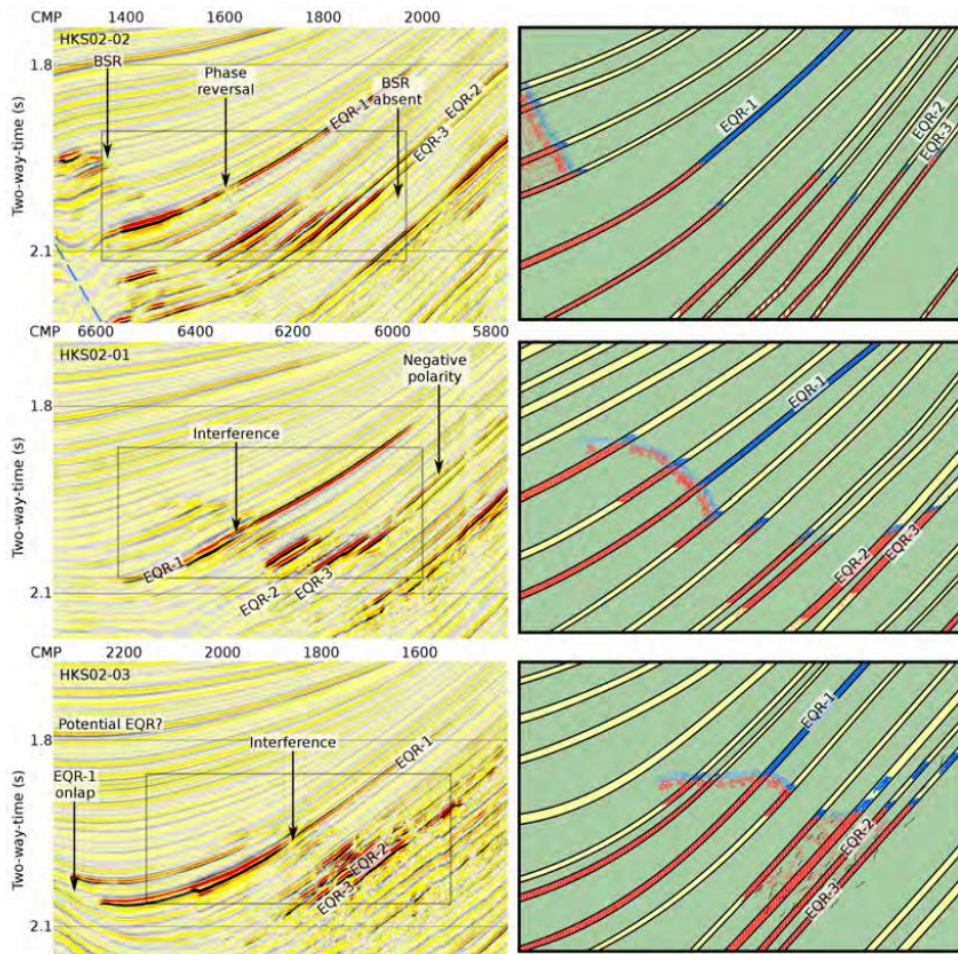 CMP 1400 1600 1800 2000
HKS02-02
BSR
Phase
reversal
BSR
absent
EQR-1
EQR-2
EQR-3
1.8
2.1
Two-way-time (s)
EQR-1
EQR-2
EQR-3
CMP 6600 6400 6200 6000 5800
HKS02-01
Negative
polarity
Interference
1.8
2.1
Two-way-time (s)
EQR-1
EQR-2
EQR-3
EQR-1
EQR-2
EQR-3
CMP 2200 2000 1800 1600
HKS02-03
Potential EQR?
EQR-1
onlap
Interference
EQR-1
EQR-2
EQR-3
1.8
2.1
Two-way-time (s)
EQR-1
EQR-2
EQR-3